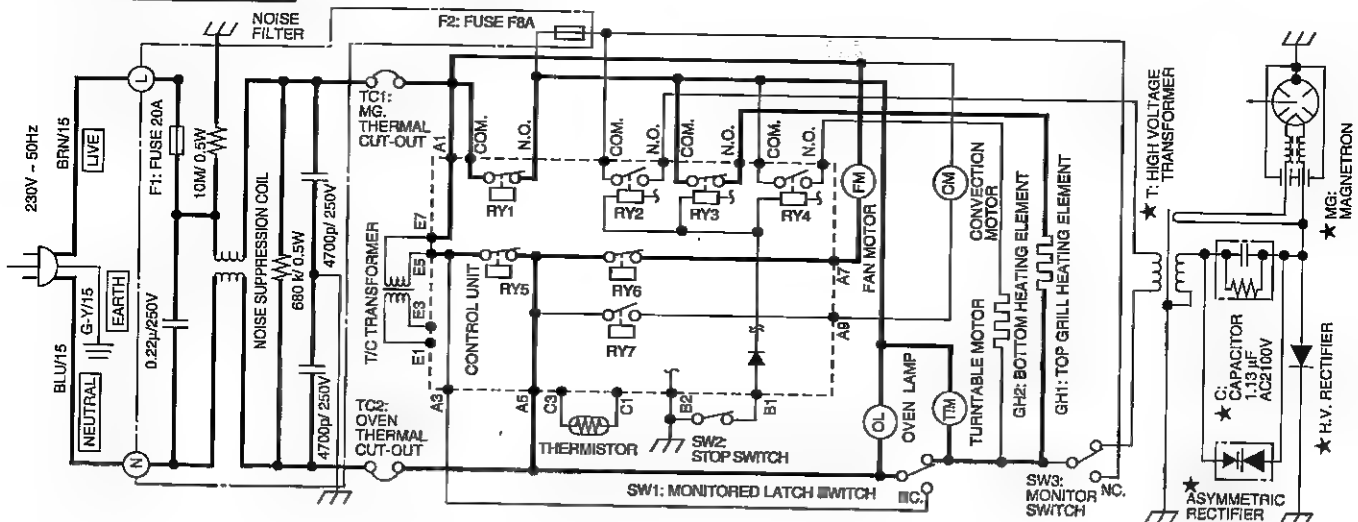 NOISE
FILTER
F2: FUSE F8A
230V ~ 50Hz
BRN/15
LIVE
L
F1: FUSE 20A
10M/ 0.5W
G-Y/15
EARTH
BLU/15
NEUTRAL
N
0.22μ/250V
NOISE SUPPRESSION COIL
680 k/ 0.5W
4700p/ 250V
4700p/ 250V
TC1:
MG.
THERMAL
CUT-OUT
TC2:
OVEN
THERMAL
CUT-OUT
T/C TRANSFORMER
CONTROL UNIT
A1
E7
E5
E3
E1
A3
A5
C3
C1
B2
B1
A7
A9
COM.
N.O.
COM.
N.O.
COM.
N.O.
COM.
N.O.
RY1
RY2
RY3
RY4
RY5
RY6
RY7
THERMISTOR
SW2:
STOP SWITCH
FM
FAN MOTOR
CM
CONVECTION
MOTOR
OL
OVEN LAMP
TTM
TURNTABLE MOTOR
GH2: BOTTOM HEATING ELEMENT
GH1: TOP GRILL HEATING ELEMENT
SW1: MONITORED LATCH SWITCH
SW3:
MONITOR
SWITCH
NC.
★ T: HIGH VOLTAGE
TRANSFORMER
★ MG:
MAGNETRON
★ C:
CAPACITOR
1.13 μF
AC2100V
★ H.V. RECTIFIER
★ ASYMMETRIC
RECTIFIER